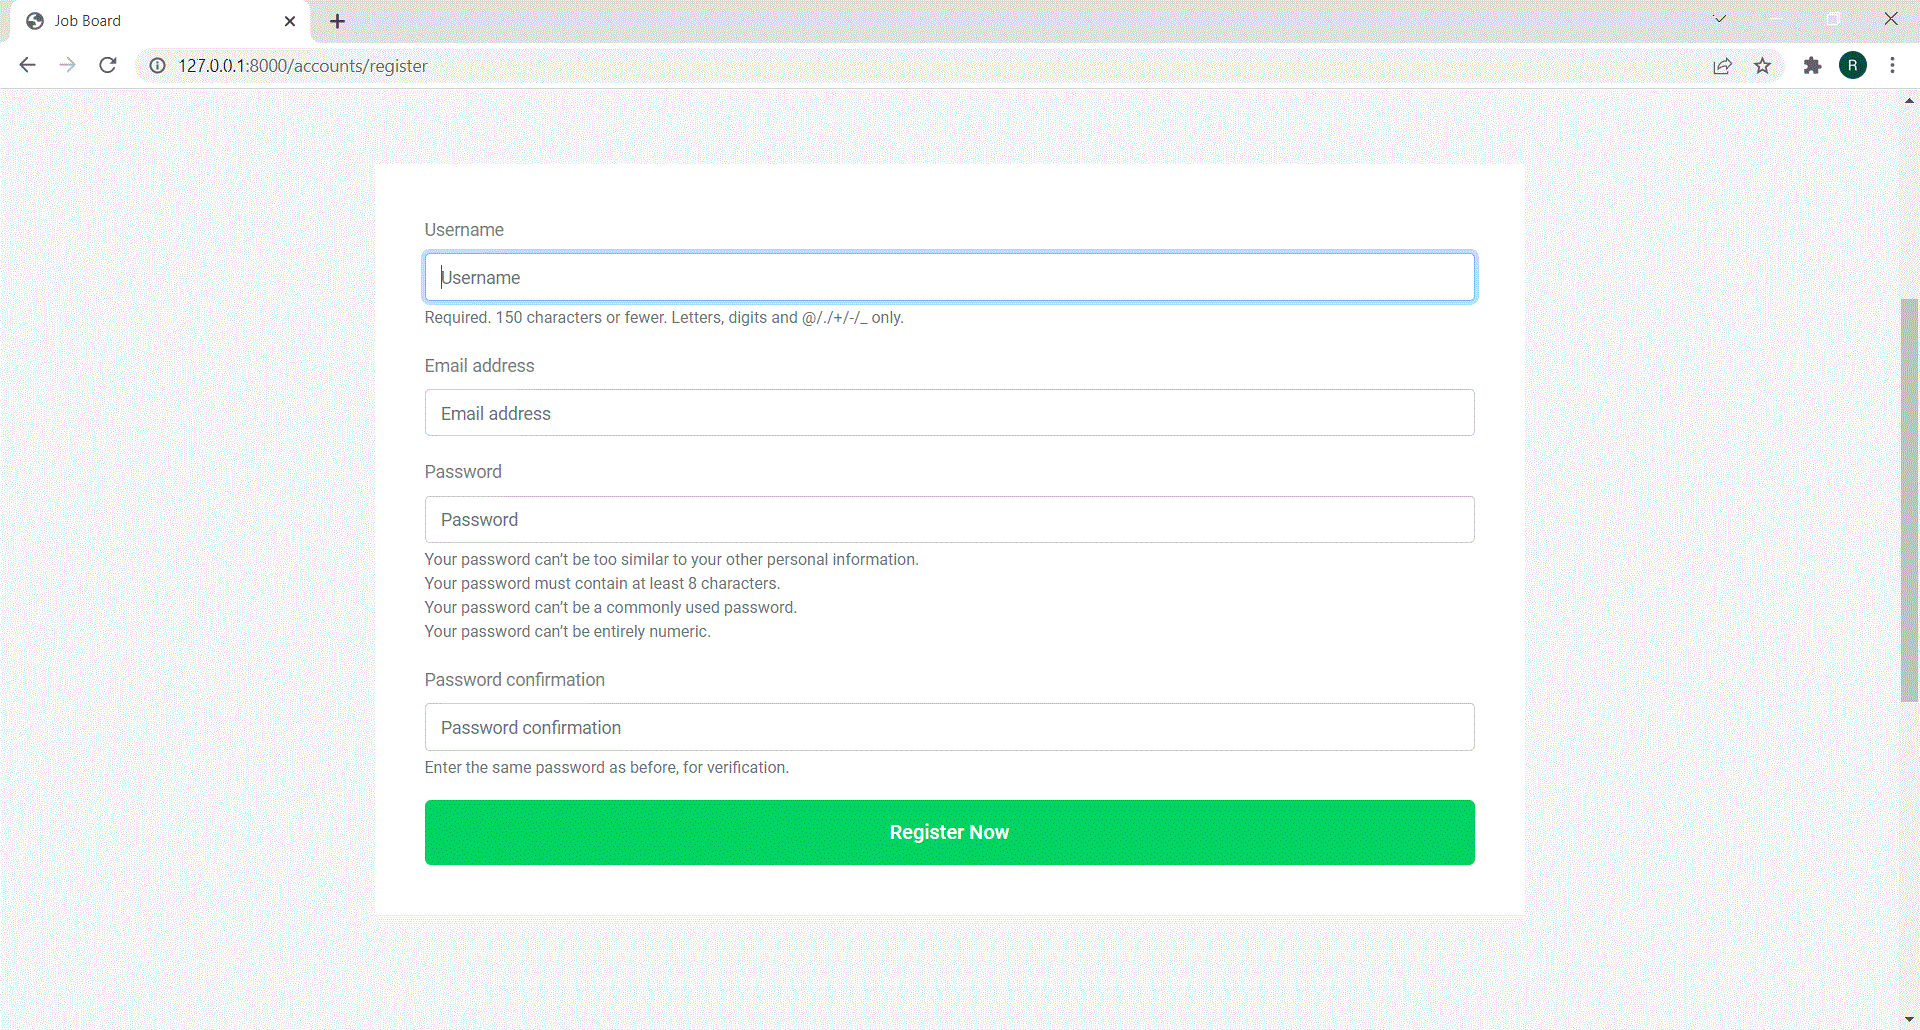 Job Board
127.0.0.1:8000/accounts/register
R
Username
Username
Required. 150 characters or fewer. Letters, digits and @/./+/-/_ only.
Email address
Email address
Password
Password
Your password can’t be too similar to your other personal information.
Your password must contain at least 8 characters.
Your password can’t be a commonly used password.
Your password can’t be entirely numeric.
Password confirmation
Password confirmation
Enter the same password as before, for verification.
Register Now